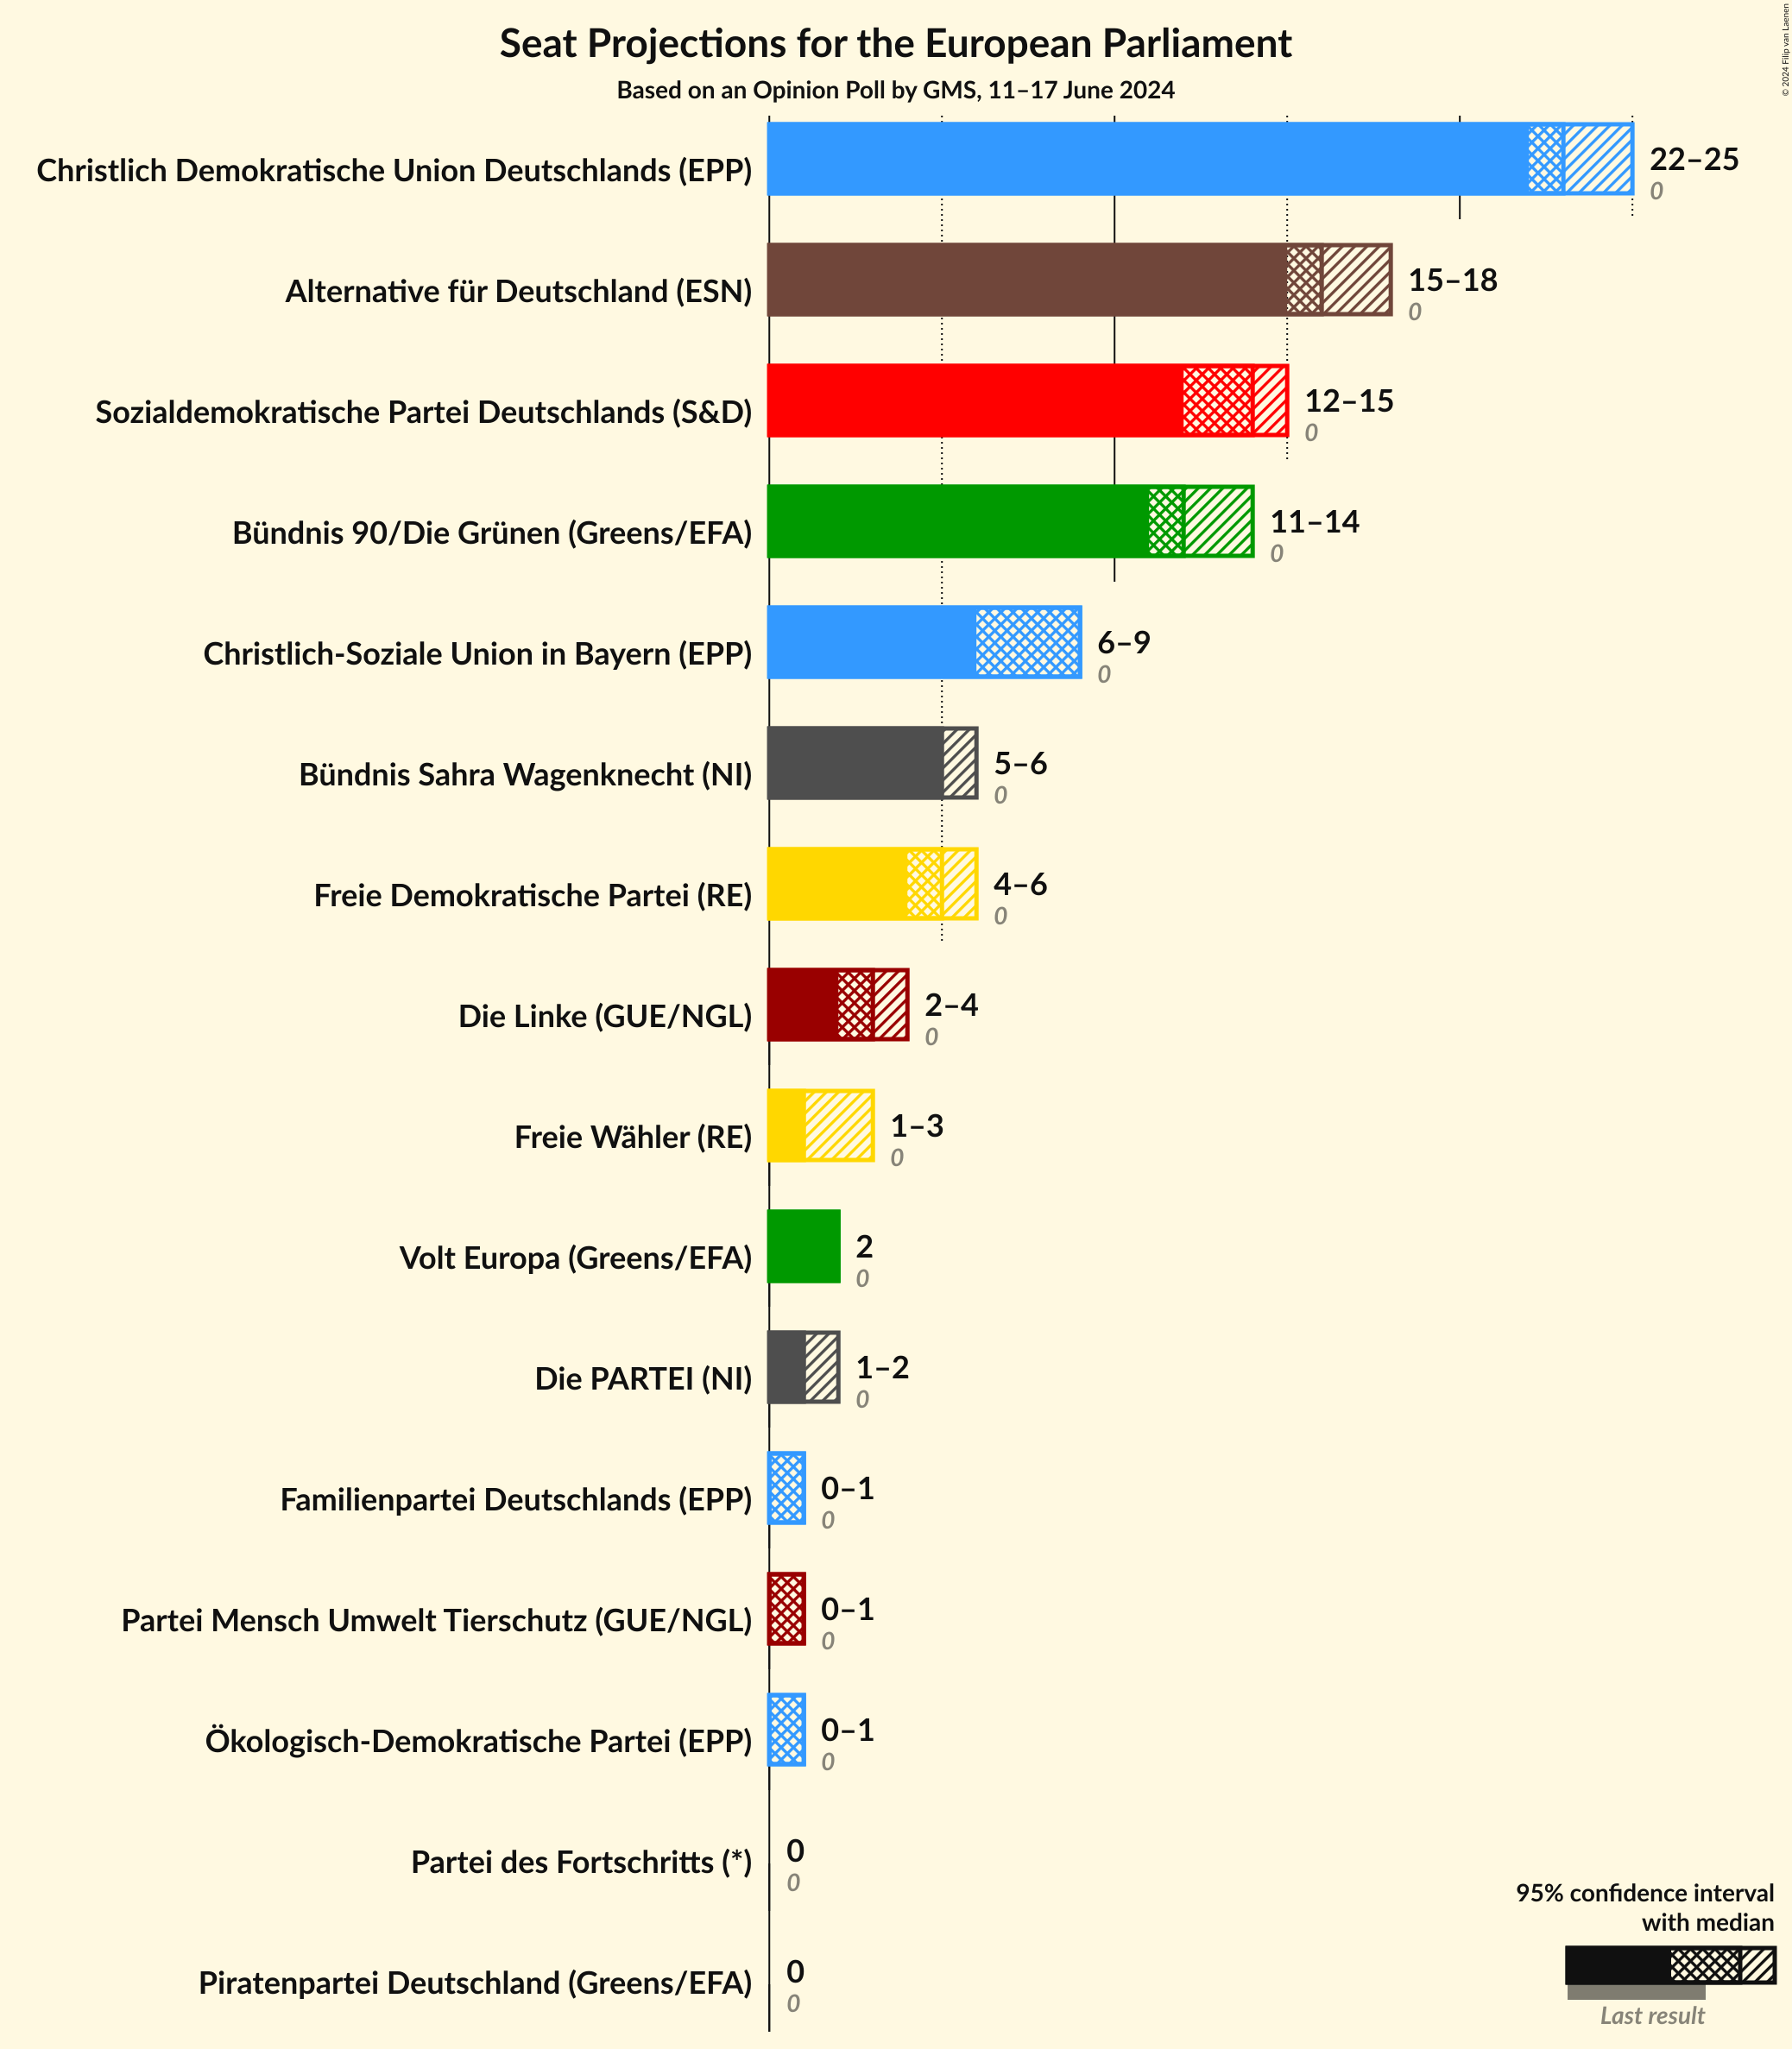 Seat Projections for the European Parliament
Based on an Opinion Poll by GMS, 11–17 June 2024
© 2024 Filip van Laenen
Christlich Demokratische Union Deutschlands (EPP)
22–25
0
Alternative für Deutschland (ESN)
15–18
0
Sozialdemokratische Partei Deutschlands (S&D)
12–15
0
Bündnis 90/Die Grünen (Greens/EFA)
11–14
0
Christlich-Soziale Union in Bayern (EPP)
6–9
0
Bündnis Sahra Wagenknecht (NI)
5–6
0
Freie Demokratische Partei (RE)
4–6
0
Die Linke (GUE/NGL)
2–4
0
Freie Wähler (RE)
1–3
0
Volt Europa (Greens/EFA)
2
0
Die PARTEI (NI)
1–2
0
Familienpartei Deutschlands (EPP)
0–1
0
Partei Mensch Umwelt Tierschutz (GUE/NGL)
0–1
0
Ökologisch-Demokratische Partei (EPP)
0–1
0
Partei des Fortschritts (*)
0
0
Piratenpartei Deutschland (Greens/EFA)
0
0
95% confidence interval
with median
Last result